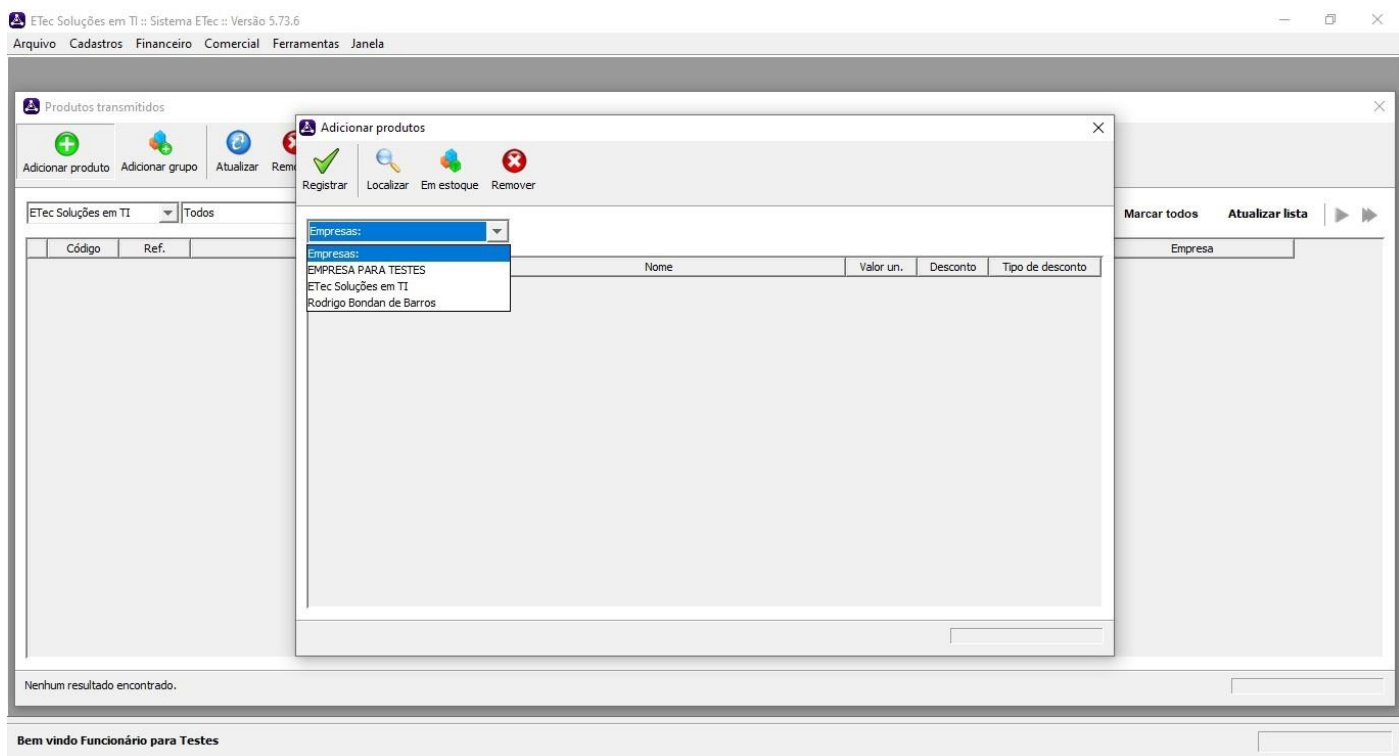 ETec Soluções em TI :: Sistema ETec :: Versão 5.73.6
Arquivo Cadastros Financeiro Comercial Ferramentas Janela
Produtos transmitidos
Adicionar produto Adicionar grupo Atualizar
ETec Soluções em TI Todos
Marcar todos Atualizar lista
Código Ref. Empresa
Adicionar produtos
Registrar Localizar Em estoque Remover
Empresas:
Empresas:
EMPRESA PARA TESTES
ETec Soluções em TI
Rodrigo Bondan de Barros
Nome Valor un. Desconto Tipo de desconto
Nenhum resultado encontrado.
Bem vindo Funcionário para Testes